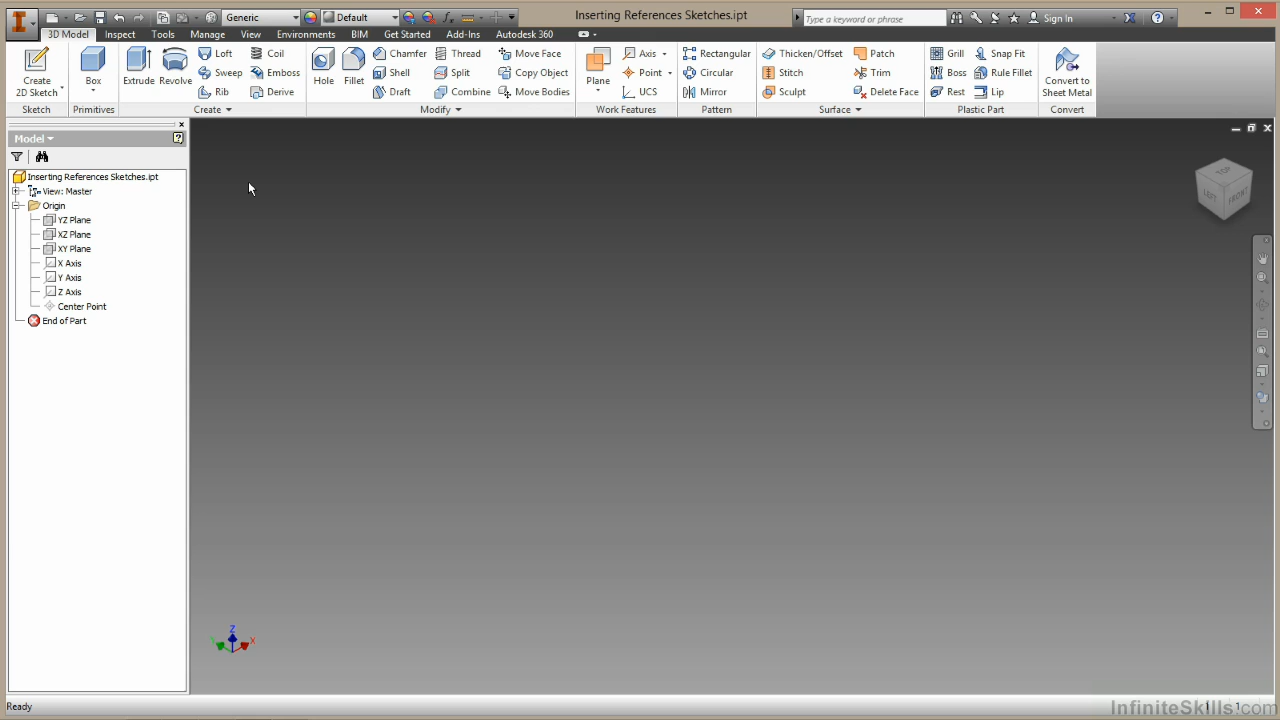 Generic
Default
Inserting References Sketches.ipt
Type a keyword or phrase
Sign In
3D Model
Inspect
Tools
Manage
View
Environments
BIM
Get Started
Add-Ins
Autodesk 360
Create
2D Sketch
Sketch
Box
Primitives
Extrude
Revolve
Loft
Sweep
Rib
Coil
Emboss
Derive
Create
Hole
Fillet
Chamfer
Shell
Draft
Thread
Split
Combine
Move Face
Copy Object
Move Bodies
Modify
Plane
Axis
Point
UCS
Work Features
Rectangular
Circular
Mirror
Pattern
Thicken/Offset
Stitch
Sculpt
Patch
Trim
Delete Face
Surface
Grill
Boss
Rest
Snap Fit
Rule Fillet
Lip
Plastic Part
Convert to
Sheet Metal
Convert
Model
Inserting References Sketches.ipt
View: Master
Origin
YZ Plane
XZ Plane
XY Plane
X Axis
Y Axis
Z Axis
Center Point
End of Part
TOP
LEFT
FRONT
Z
X
Ready
1
1
InfiniteSkills.com